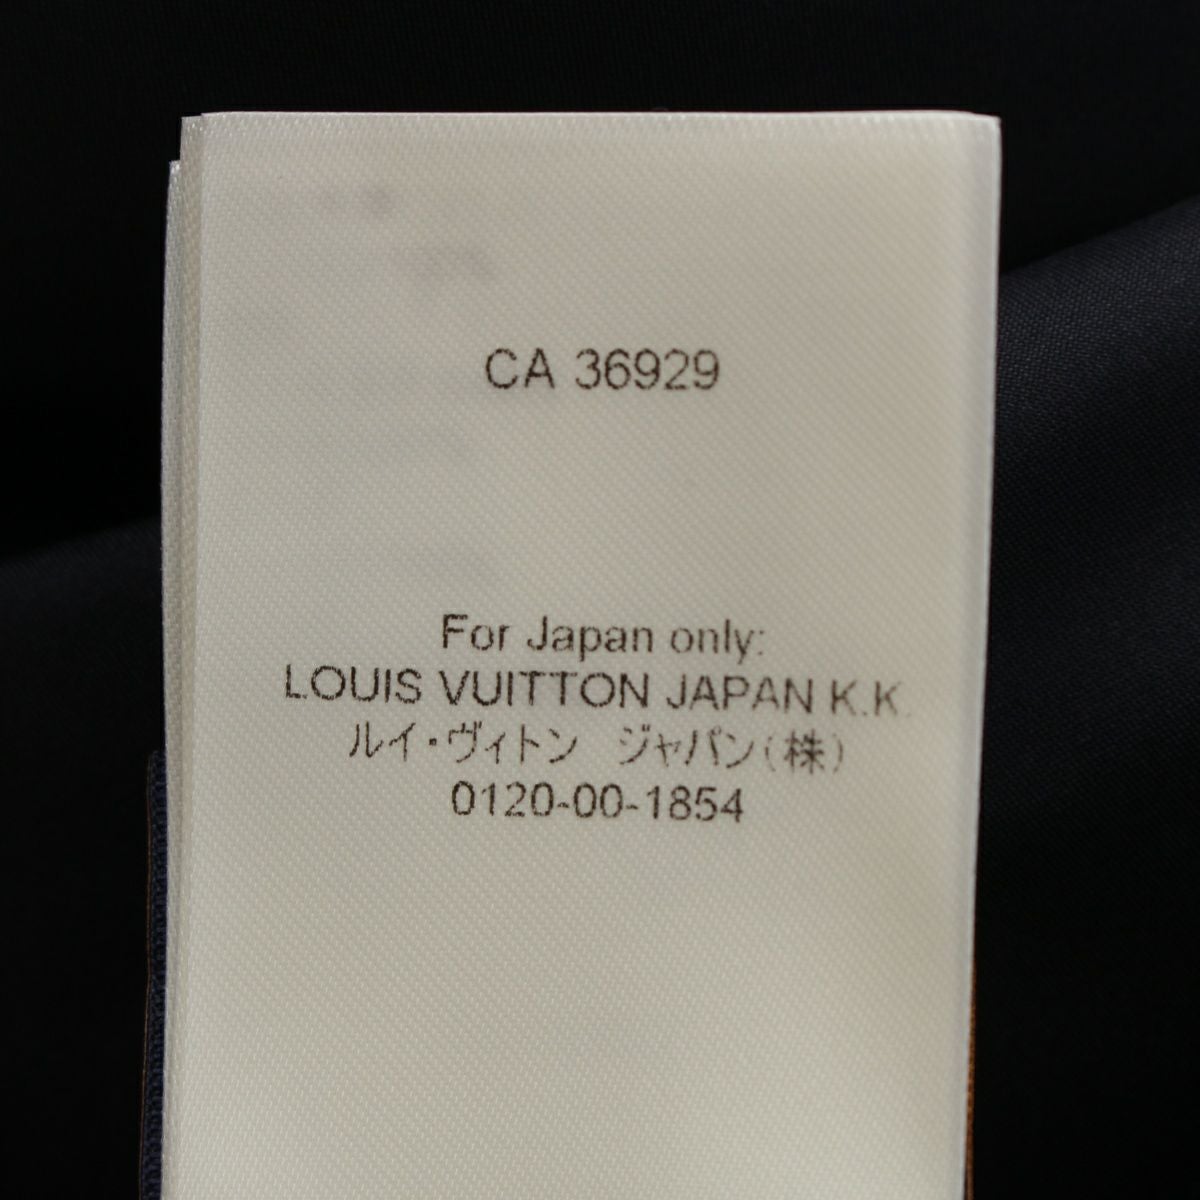 CA 36929
For Japan only:
LOUIS VUITTON JAPAN K.K.
ルイ・ヴィトン ジャパン(株)
0120-00-1854